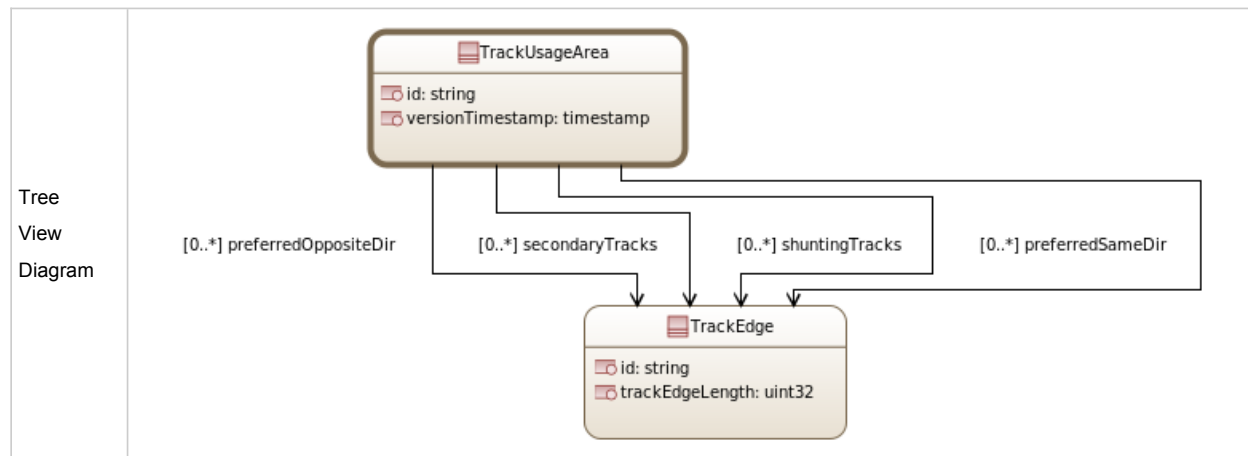 TrackUsageArea
id: string
versionTimestamp: timestamp
Tree
View
Diagram
[0..*] preferredOppositeDir
[0..*] secondaryTracks
[0..*] shuntingTracks
[0..*] preferredSameDir
TrackEdge
id: string
trackEdgeLength: uint32